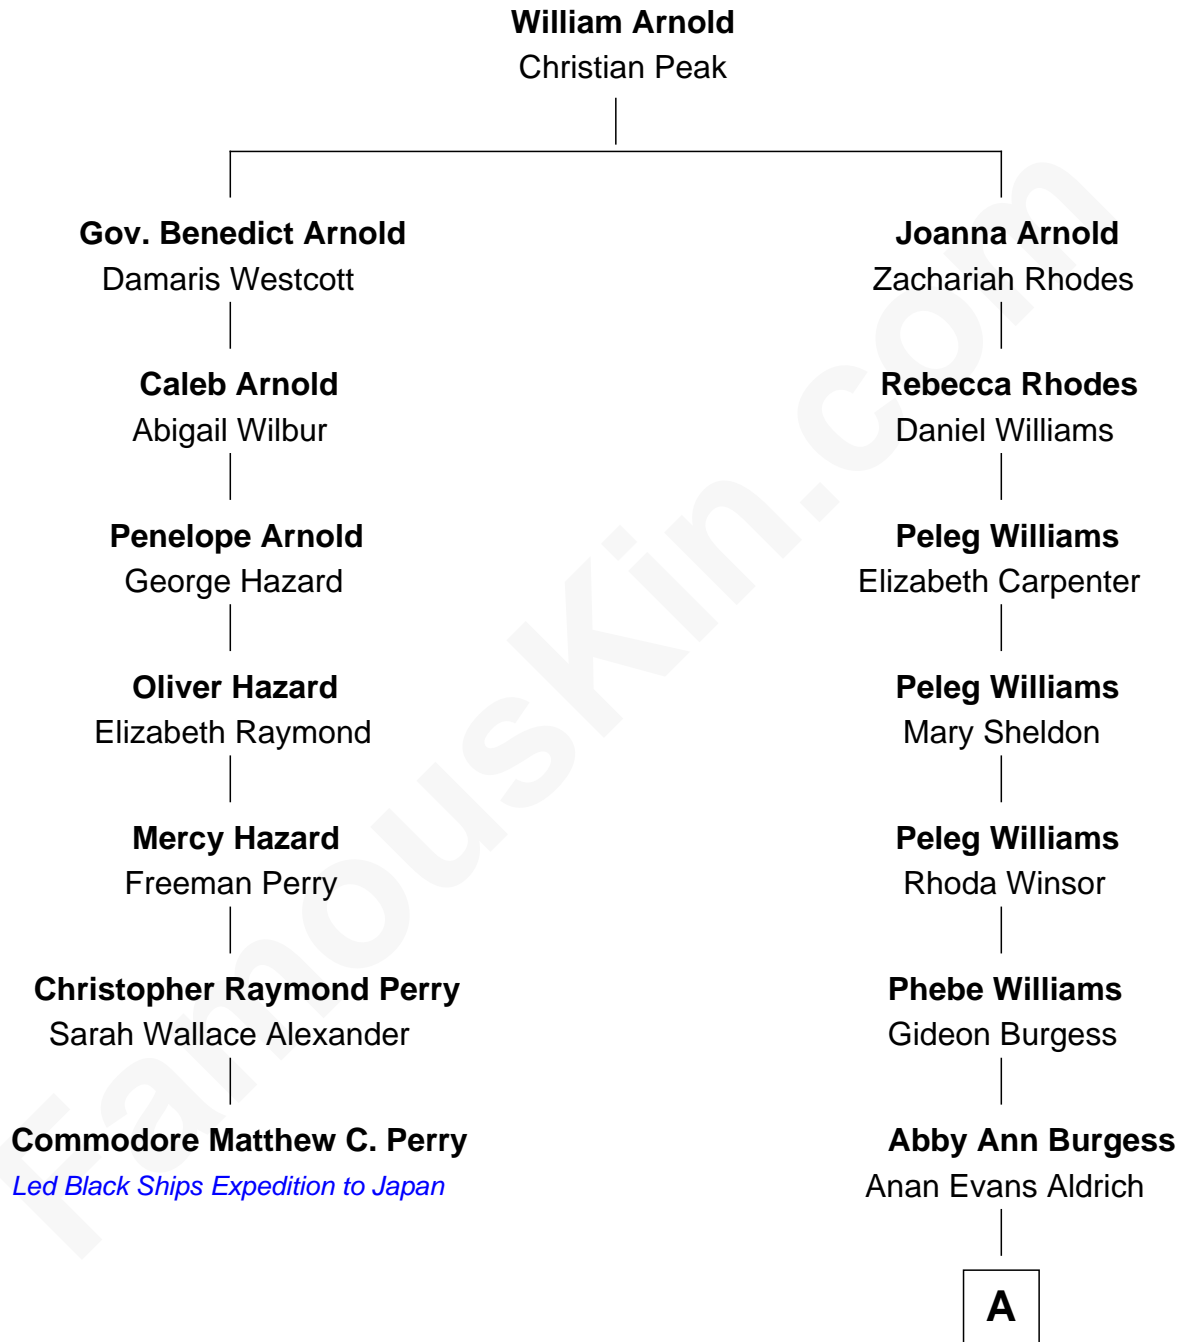 William Arnold
Christian Peak
Gov. Benedict Arnold
Damaris Westcott
Joanna Arnold
Zachariah Rhodes
Caleb Arnold
Abigail Wilbur
Rebecca Rhodes
Daniel Williams
Penelope Arnold
George Hazard
Peleg Williams
Elizabeth Carpenter
Oliver Hazard
Elizabeth Raymond
Peleg Williams
Mary Sheldon
Mercy Hazard
Freeman Perry
Peleg Williams
Rhoda Winsor
Christopher Raymond Perry
Sarah Wallace Alexander
Phebe Williams
Gideon Burgess
Commodore Matthew C. Perry
Led Black Ships Expedition to Japan
Abby Ann Burgess
Anan Evans Aldrich
A
FamousKin.com